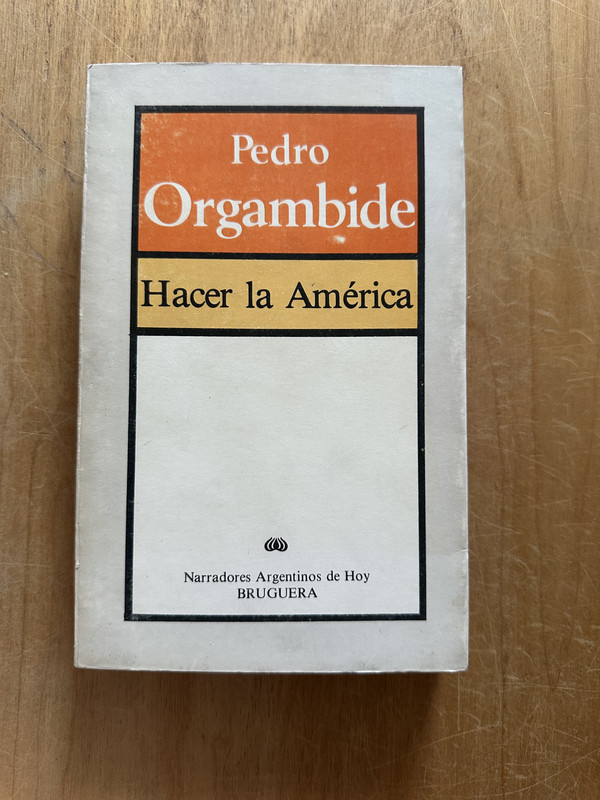 Pedro
Orgambide
Hacer la América
Narradores Argentinos de Hoy
BRUGUERA